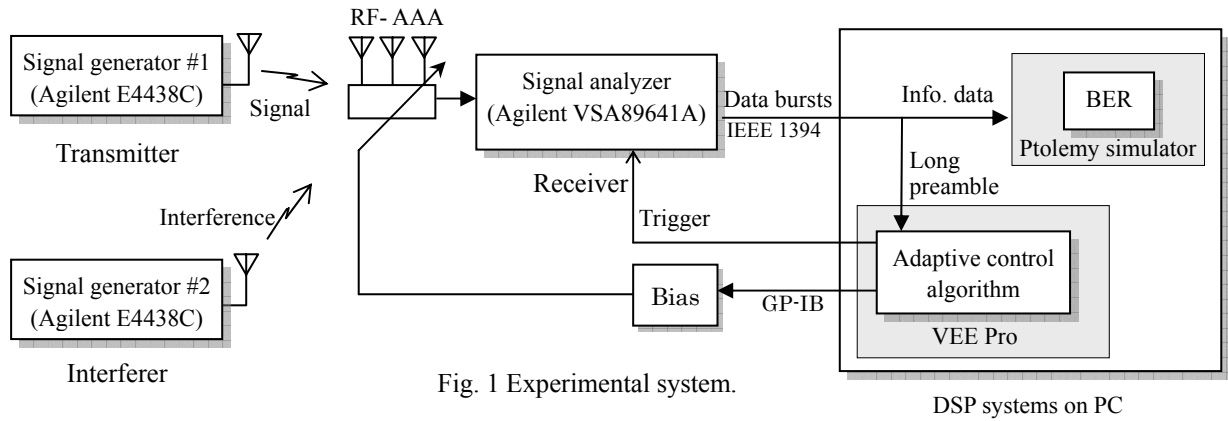 RF- AAA
Signal generator #1
(Agilent E4438C)
Signal
Transmitter
Signal analyzer
(Agilent VSA89641A)
Receiver
Data bursts
IEEE 1394
Info. data
BER
Ptolemy simulator
Long
preamble
Interference
Trigger
Signal generator #2
(Agilent E4438C)
Interferer
Bias
GP-IB
Adaptive control
algorithm
VEE Pro
Fig. 1 Experimental system.
DSP systems on PC